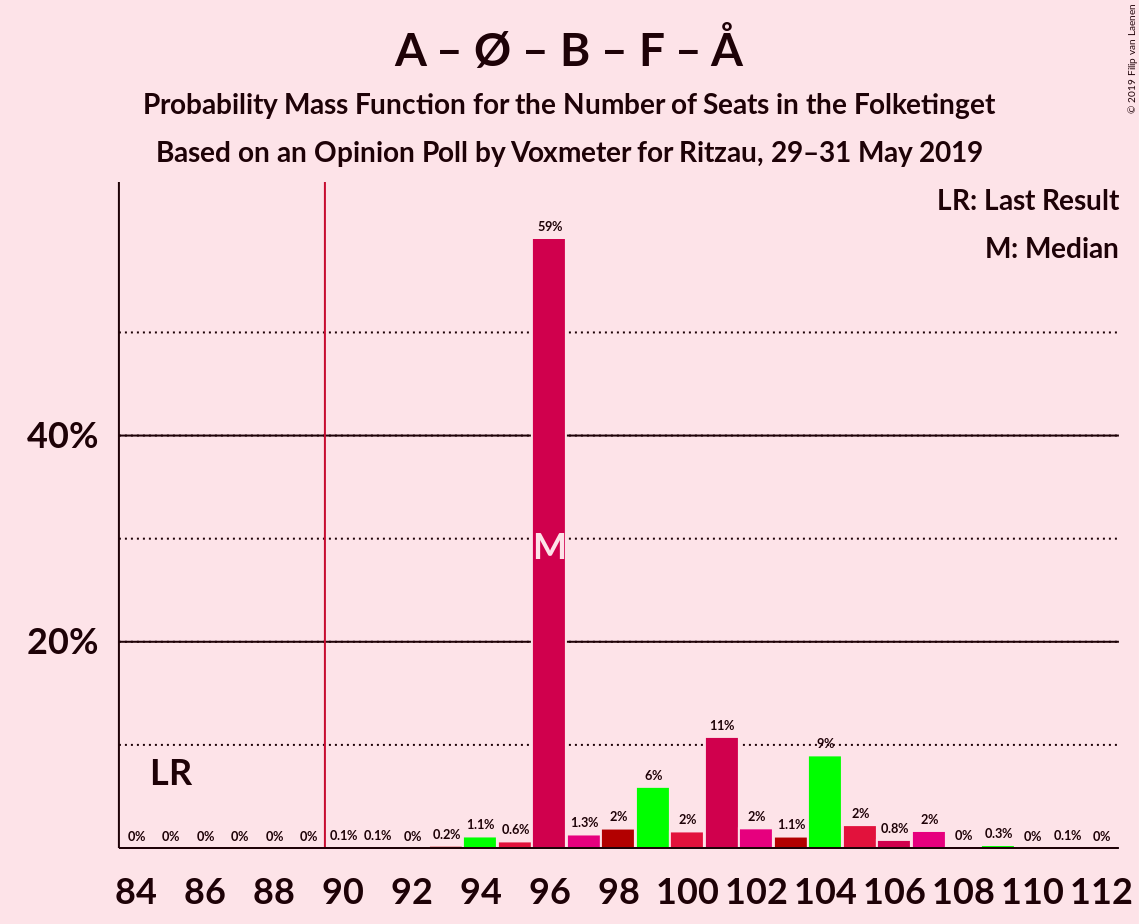 A – Ø – B – F – Å
Probability Mass Function for the Number of Seats in the Folketinget
Based on an Opinion Poll by Voxmeter for Ritzau, 29–31 May 2019
© 2019 Filip van Laenen
LR: Last Result
M: Median
59%
40%
M
20%
11%
9%
LR
6%
0% 0% 0% 0% 0% 0% 0.1% 0.1% 0% 0.2% 1.1% 0.6% 1.3% 2% 2% 2% 1.1% 2% 0.8% 2% 0% 0.3% 0% 0.1% 0%
84 86 88 90 92 94 96 98 100 102 104 106 108 110 112